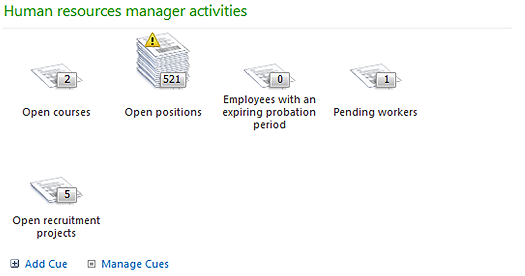 Human resources manager activities
2
521
0
1
Open courses
Open positions
Employees with an
expiring probation
period
Pending workers
5
Open recruitment
projects
Add Cue
Manage Cues